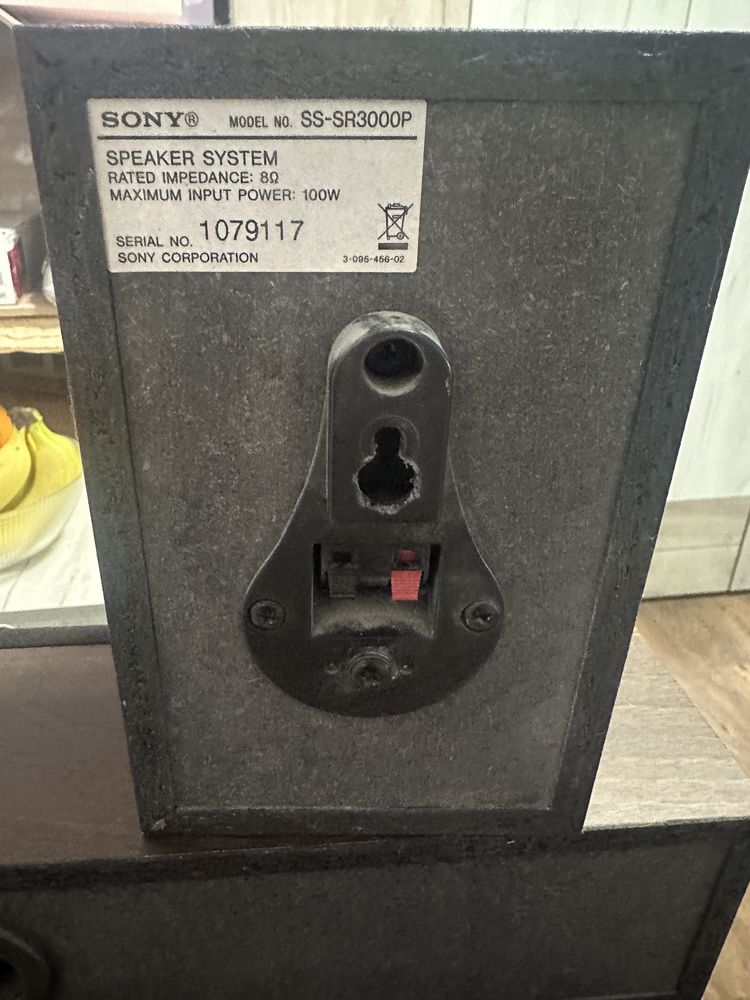 SONY® MODEL NO. SS-SR3000P
SPEAKER SYSTEM
RATED IMPEDANCE: 8Ω
MAXIMUM INPUT POWER: 100W
SERIAL NO. 1079117
SONY CORPORATION 3-095-456-02